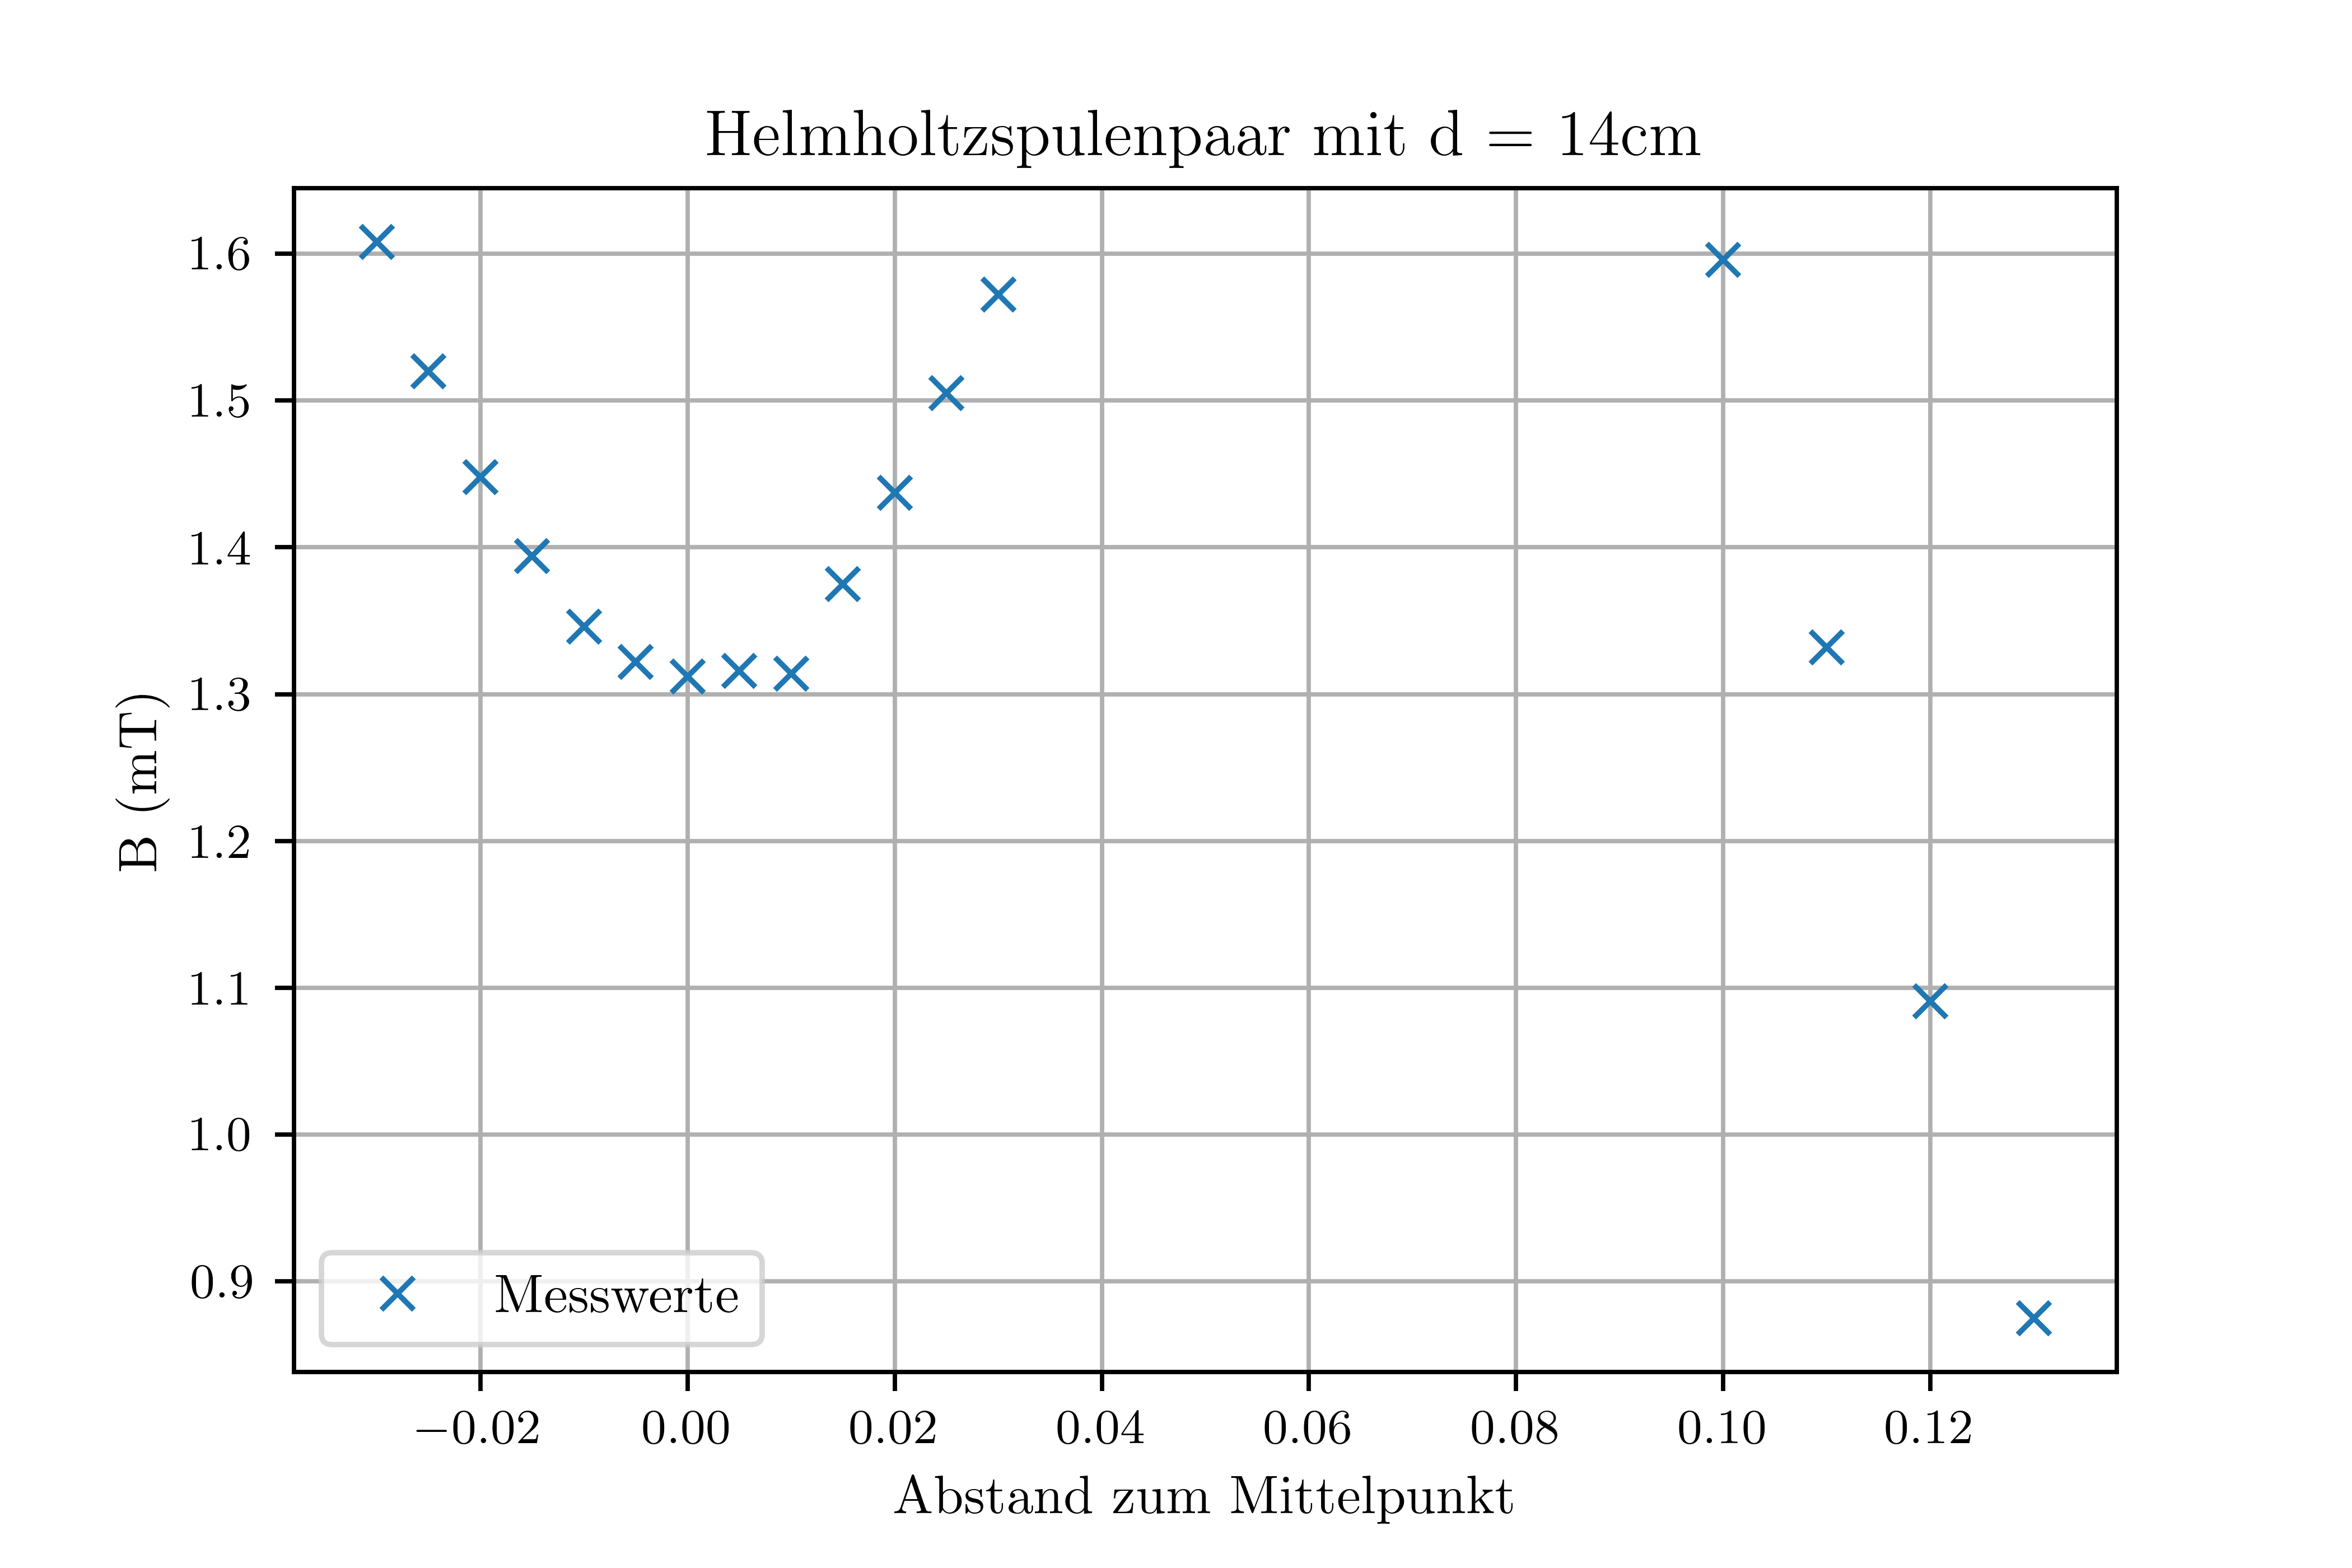 Helmholtzspulenpaar mit d = 14cm
1.6
1.5
1.4
1.3
1.2
1.1
1.0
0.9
B (mT)
Messwerte
−0.02 0.00 0.02 0.04 0.06 0.08 0.10 0.12
Abstand zum Mittelpunkt